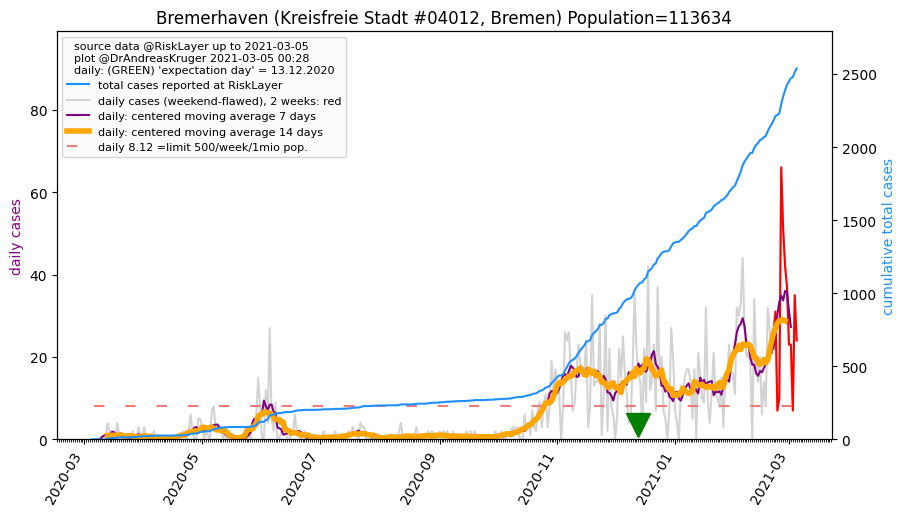 Bremerhaven (Kreisfreie Stadt #04012, Bremen) Population=113634
source data @RiskLayer up to 2021-03-05
plot @DrAndreasKruger 2021-03-05 00:28
daily: (GREEN) 'expectation day' = 13.12.2020
total cases reported at RiskLayer
daily cases (weekend-flawed), 2 weeks: red
daily: centered moving average 7 days
daily: centered moving average 14 days
daily 8.12 =limit 500/week/1mio pop.
daily cases
0
20
40
60
80
cumulative total cases
0
500
1000
1500
2000
2500
2020-03
2020-05
2020-07
2020-09
2020-11
2021-01
2021-03